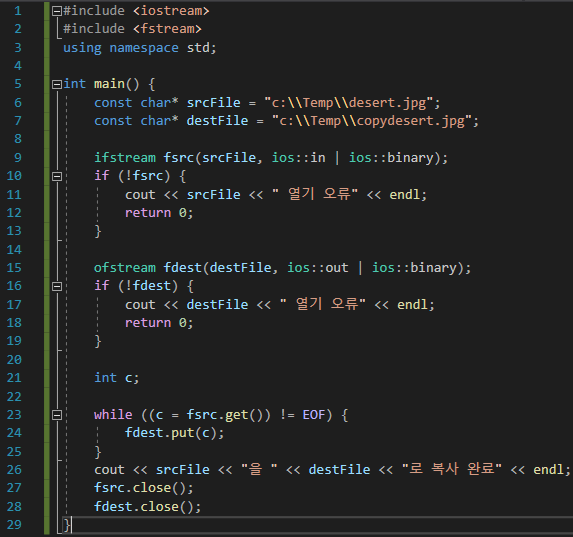 1 #include <iostream>
2 #include <fstream>
3 using namespace std;
4
5 int main() {
6 const char* srcFile = "c:\\Temp\\desert.jpg";
7 const char* destFile = "c:\\Temp\\copydesert.jpg";
8
9 ifstream fsrc(srcFile, ios::in | ios::binary);
10 if (!fsrc) {
11 cout << srcFile << " 열기 오류" << endl;
12 return 0;
13 }
14
15 ofstream fdest(destFile, ios::out | ios::binary);
16 if (!fdest) {
17 cout << destFile << " 열기 오류" << endl;
18 return 0;
19 }
20
21 int c;
22
23 while ((c = fsrc.get()) != EOF) {
24 fdest.put(c);
25 }
26 cout << srcFile << "을 " << destFile << "로 복사 완료" << endl;
27 fsrc.close();
28 fdest.close();
29 }